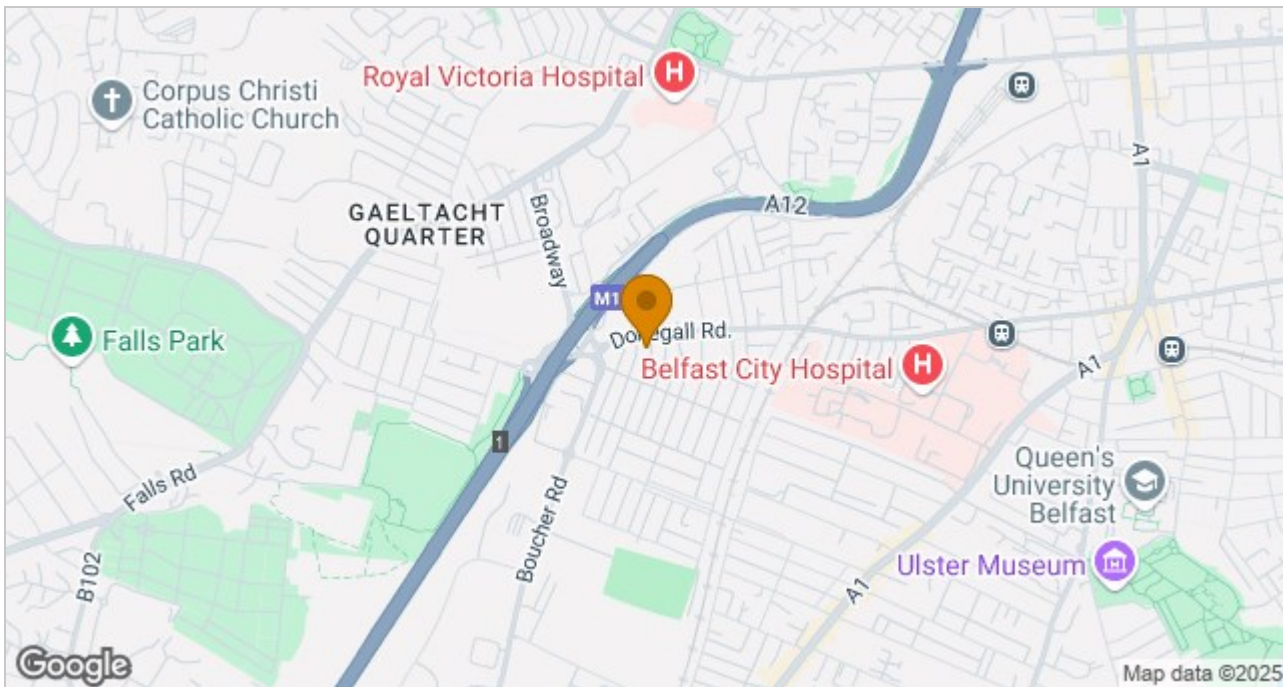 Royal Victoria Hospital
H
Corpus Christi
Catholic Church
A1
GAELTACHT
QUARTER
Broadway
A12
M1
Falls Park
Donegall Rd.
Belfast City Hospital
H
A1
1
Falls Rd
Boucher Rd
Queen's
University
Belfast
B102
Ulster Museum
A1
Google
Map data ©2025